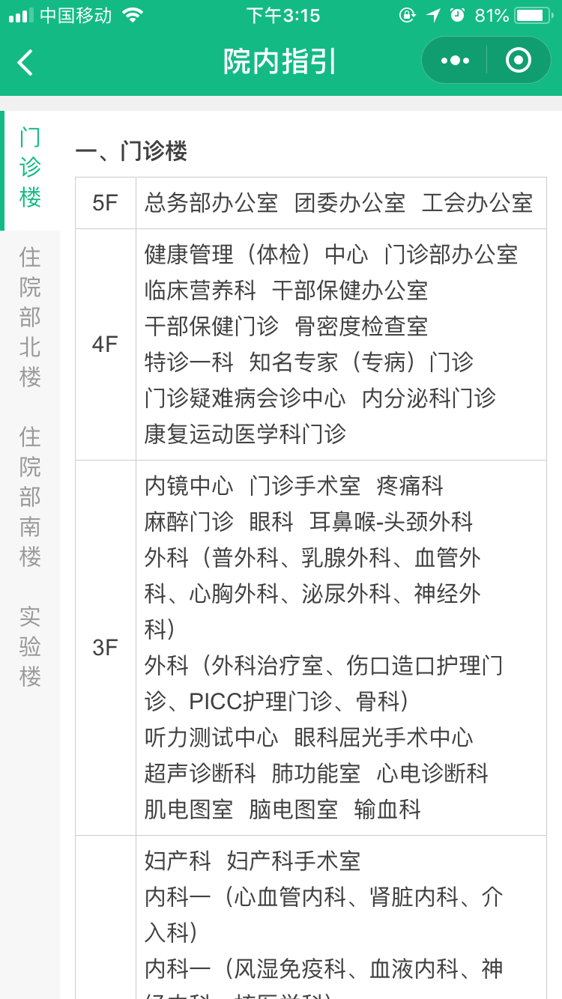 中国移动 下午3:15 81%
院内指引
门诊楼
住院部北楼
住院部南楼
实验楼
一、门诊楼
5F 总务部办公室 团委办公室 工会办公室
4F
健康管理（体检）中心 门诊部办公室
临床营养科 干部保健办公室
干部保健门诊 骨密度检查室
特诊一科 知名专家（专病）门诊
门诊疑难病会诊中心 内分泌科门诊
康复运动医学科门诊
3F
内镜中心 门诊手术室 疼痛科
麻醉门诊 眼科 耳鼻喉-头颈外科
外科（普外科、乳腺外科、血管外
科、心胸外科、泌尿外科、神经外
科）
外科（外科治疗室、伤口造口护理门
诊、PICC护理门诊、骨科）
听力测试中心 眼科屈光手术中心
超声诊断科 肺功能室 心电诊断科
肌电图室 脑电图室 输血科
妇产科 妇产科手术室
内科一（心血管内科、肾脏内科、介
入科）
内科一（风湿免疫科、血液内科、神